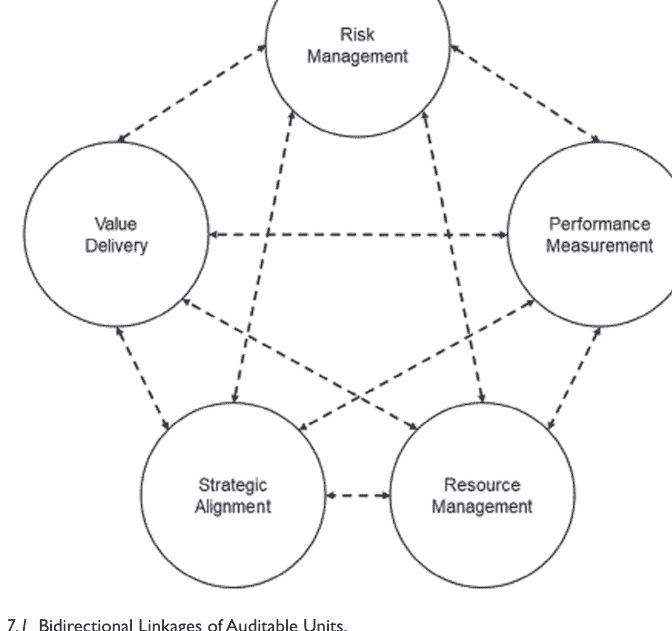 Risk
Management
Value
Delivery
Performance
Measurement
Strategic
Alignment
Resource
Management
7.1 Bidirectional Linkages of Auditable Units.